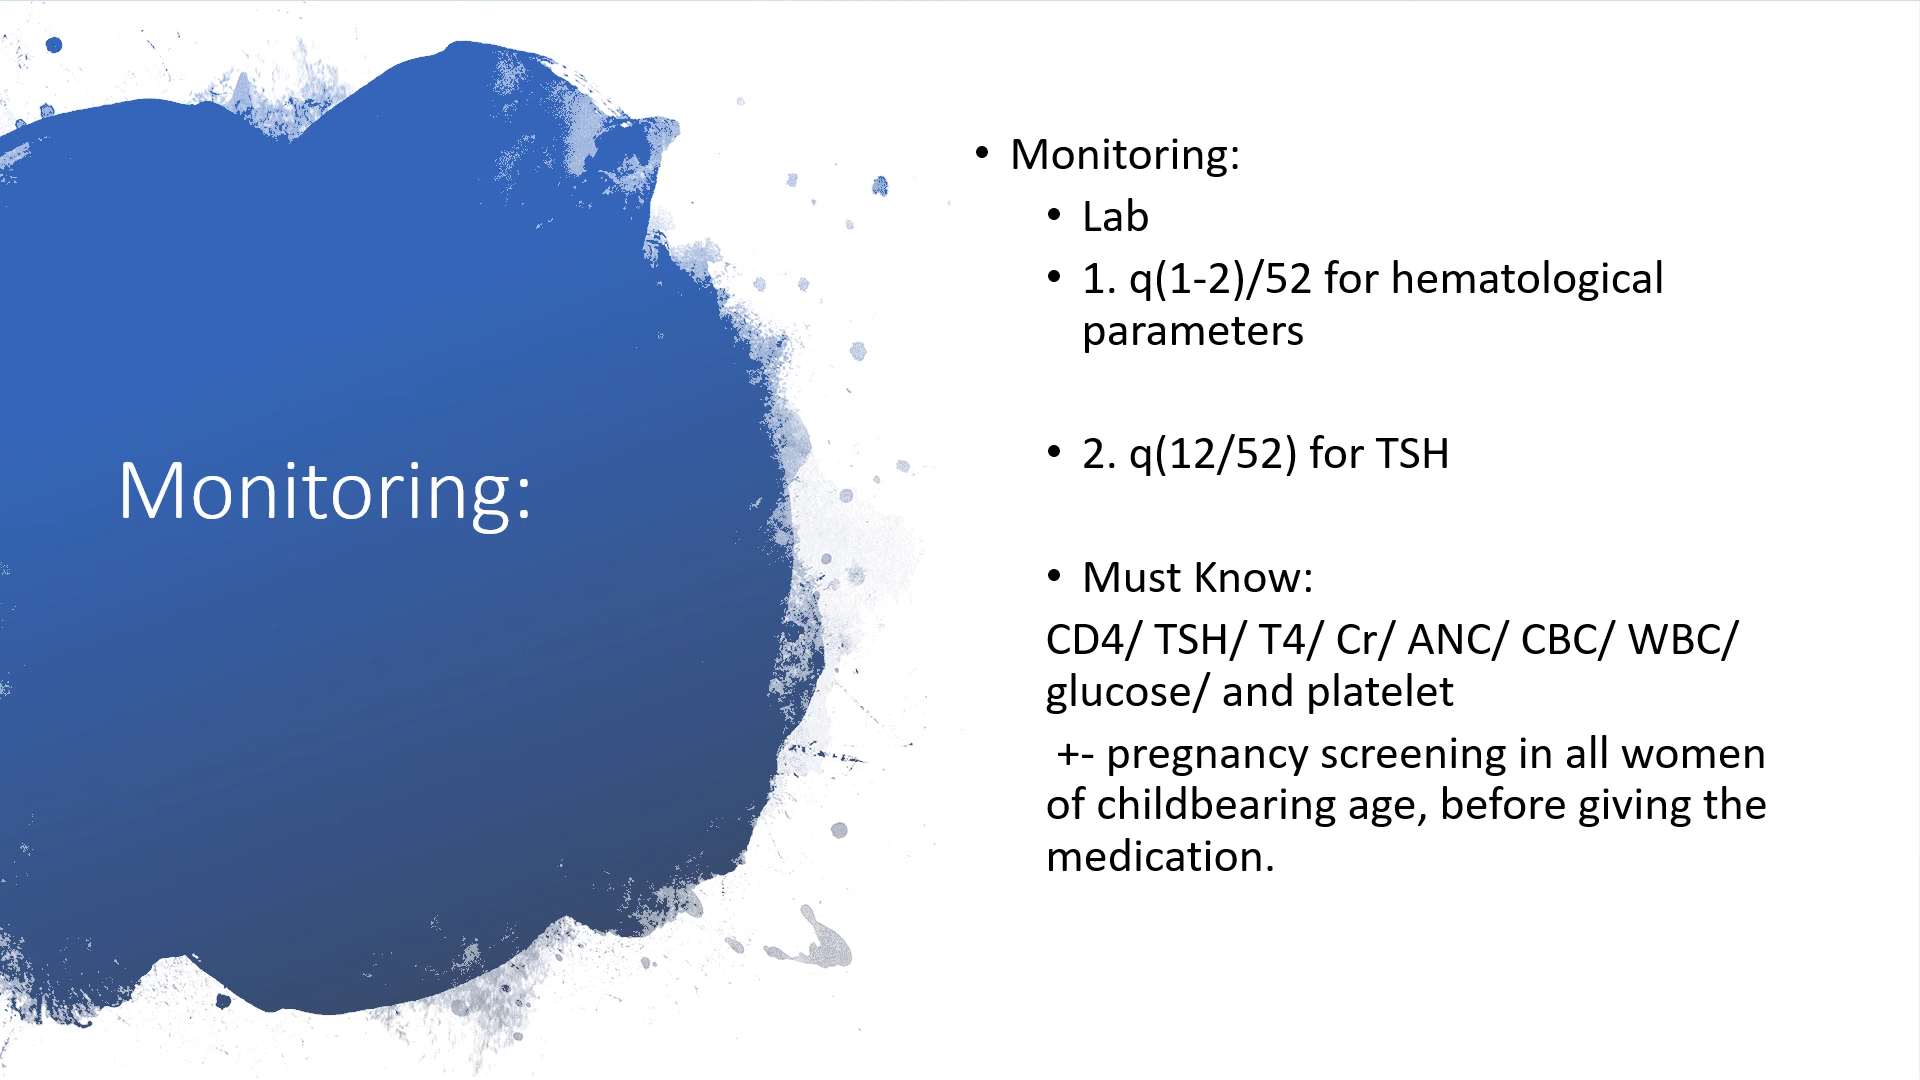 Monitoring:
• Monitoring:
• Lab
• 1. q(1-2)/52 for hematological
parameters
• 2. q(12/52) for TSH
• Must Know:
CD4/ TSH/ T4/ Cr/ ANC/ CBC/ WBC/
glucose/ and platelet
+- pregnancy screening in all women
of childbearing age, before giving the
medication.